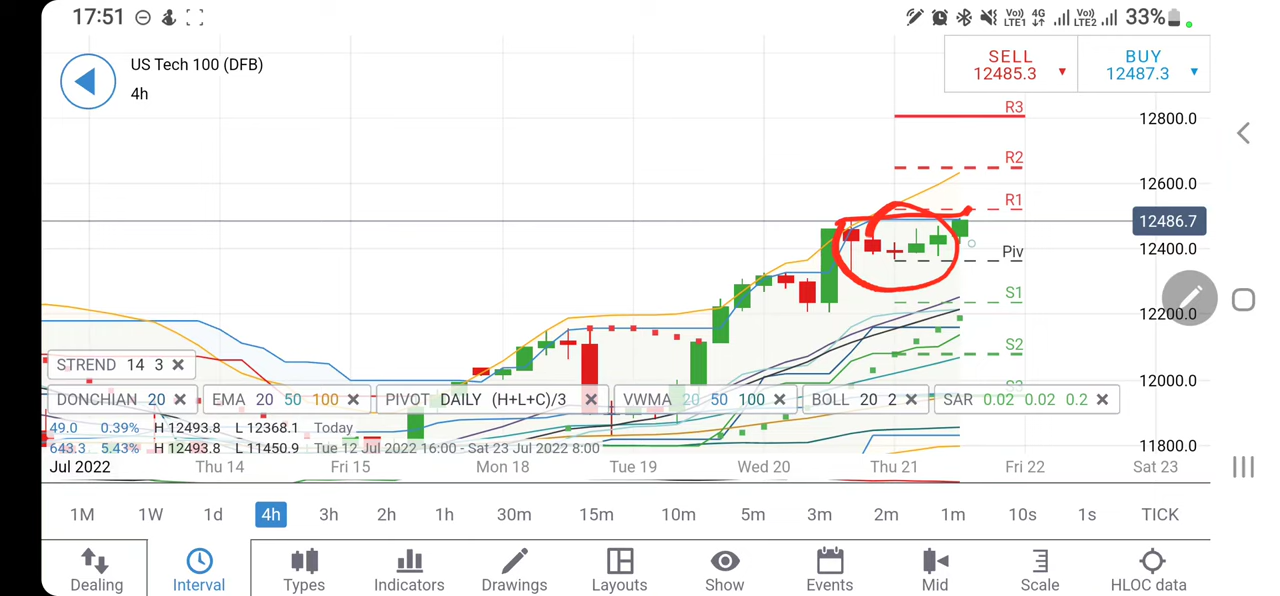 17:51 Vo)) LTE1 4G Vo)) LTE2 33%
US Tech 100 (DFB)
4h
SELL
12485.3
BUY
12487.3
R3
12800.0
R2
12600.0
R1
12486.7
12400.0
Piv
S1
12200.0
S2
STREND 14 3
12000.0
S3
DONCHIAN 20
EMA 20 50 100
PIVOT DAILY (H+L+C)/3
VWMA 20 50 100
BOLL 20 2
SAR 0.02 0.02 0.2
49.0 0.39% H 12493.8 L 12368.1 Today
643.3 5.43% H 12493.8 L 11450.9 Tue 12 Jul 2022 16:00 - Sat 23 Jul 2022 8:00
11800.0
Jul 2022 Thu 14 Fri 15 Mon 18 Tue 19 Wed 20 Thu 21 Fri 22 Sat 23
1M 1W 1d 4h 3h 2h 1h 30m 15m 10m 5m 3m 2m 1m 10s 1s TICK
Dealing Interval Types Indicators Drawings Layouts Show Events Mid Scale HLOC data